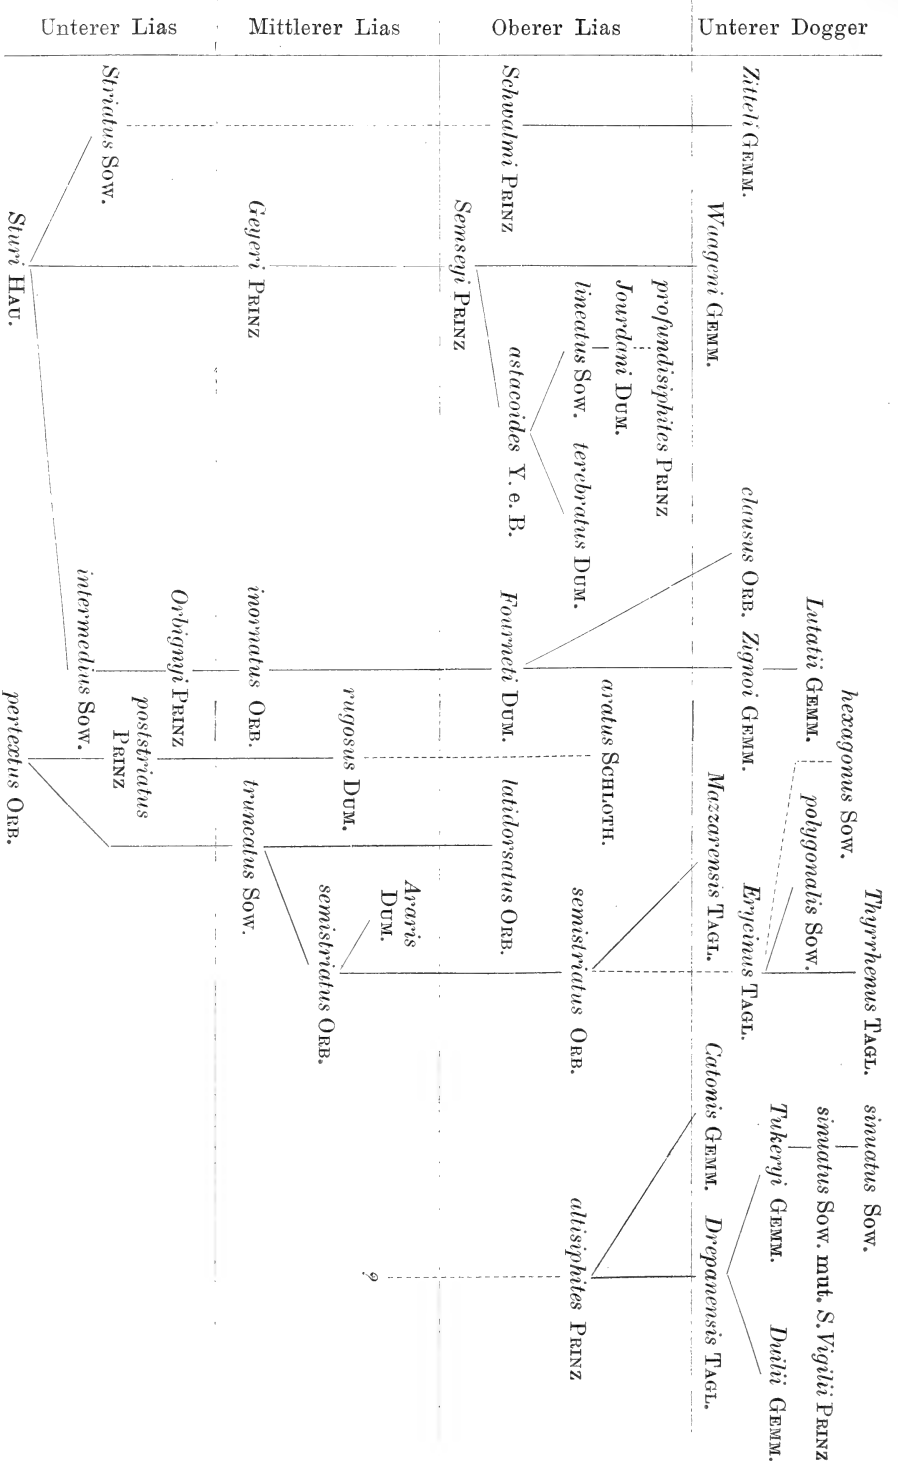 Unterer Lias
Mittlerer Lias
Oberer Lias
Unterer Dogger
Striatus Sow.
Schwalmi Prinz
Zitteli Gemm.
Sturi Hau.
Geyeri Prinz
Semseyi Prinz
Waageni Gemm.
astacoides Y. e. B.
lineatus Sow.
terebratus Dum.
Jourdani Dum.
profundisiphites Prinz
clausus Orb.
intermedius Sow.
Orbignyi Prinz
inornatus Orb.
Fourneti Dum.
Zignoi Gemm.
Lutatii Gemm.
pertextus Orb.
poststriatus
Prinz
rugosus Dum.
aratus Schloth.
hexagonus Sow.
truncatus Sow.
latidorsatus Orb.
Mazzarensis Tagl.
polygonalis Sow.
semistriatus Orb.
Araris
Dum.
semistriatus Orb.
Erycinus Tagl.
Thyrrhenus Tagl.
?
altisiphites Prinz
Catonis Gemm.
Drepanensis Tagl.
Tukeryi Gemm.
Duilii Gemm.
sinuatus Sow. mut. S. Vigilii Prinz
sinuatus Sow.